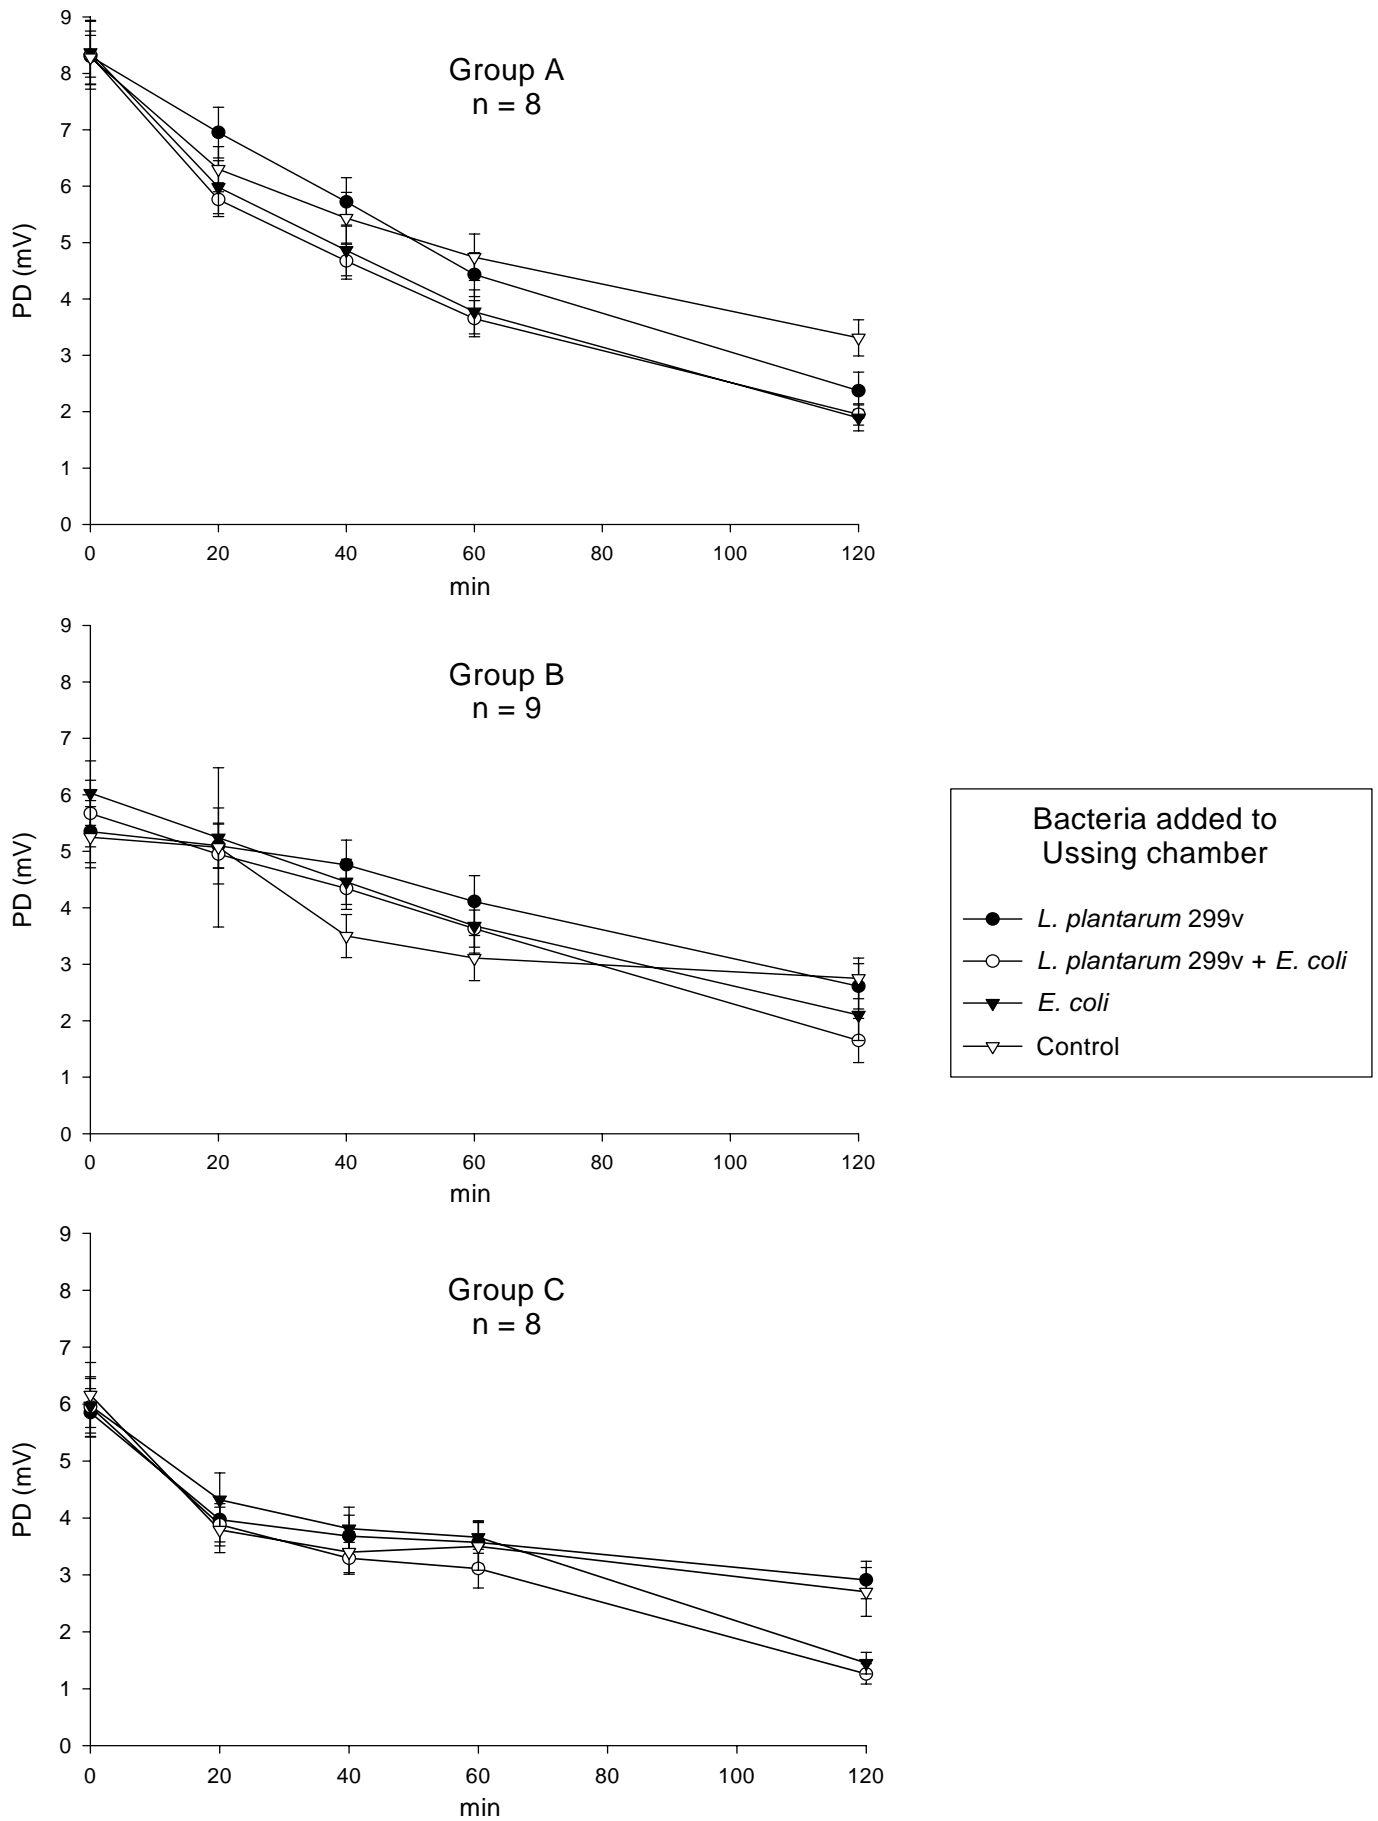 9
8
7
6
5
4
3
2
1
0
PD (mV)
Group A
n = 8
0 20 40 60 80 100 120
min
9
8
7
6
5
4
3
2
1
0
PD (mV)
Group B
n = 9
0 20 40 60 80 100 120
min
Bacteria added to
Ussing chamber
L. plantarum 299v
L. plantarum 299v + E. coli
E. coli
Control
9
8
7
6
5
4
3
2
1
0
PD (mV)
Group C
n = 8
0 20 40 60 80 100 120
min